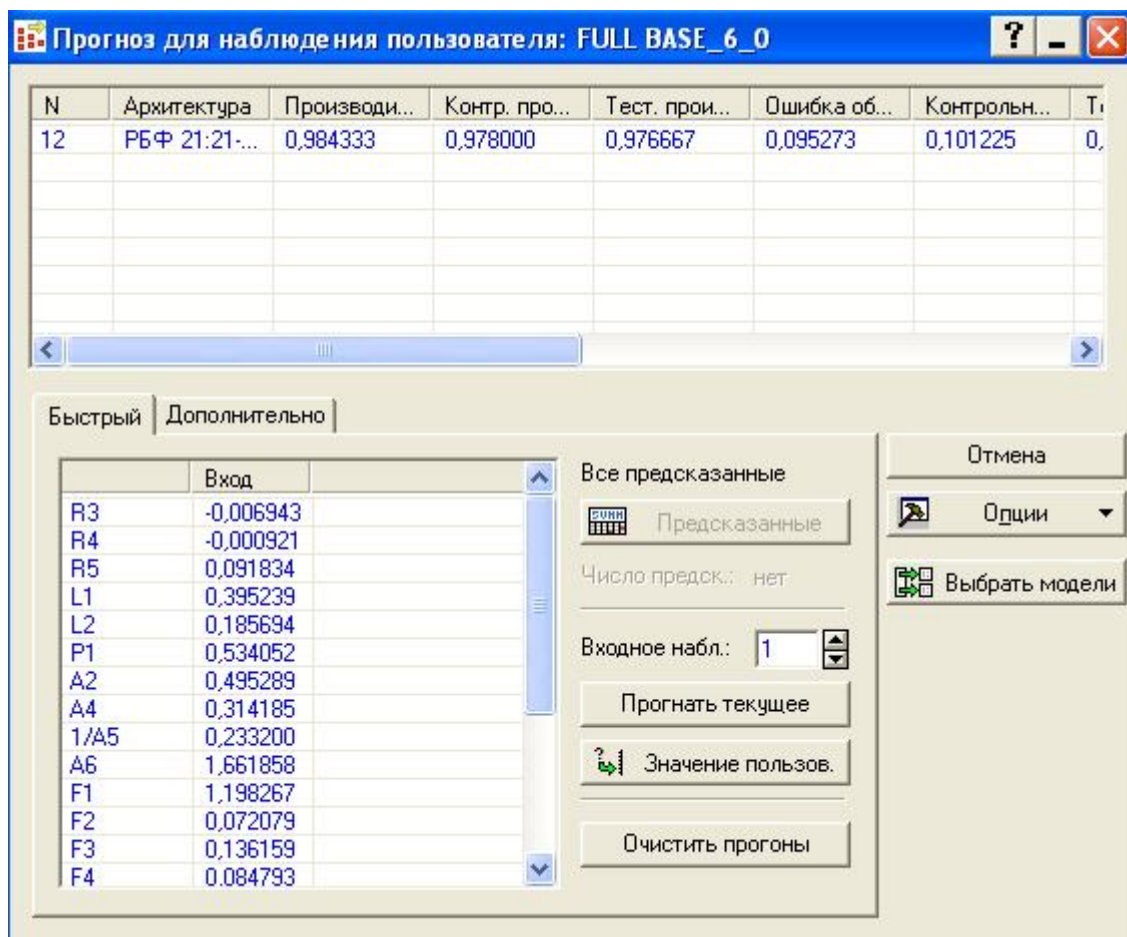 Прогноз для наблюдения пользователя: FULL BASE_6_0
N Архитектура Производи... Контр. про... Тест. прои... Ошибка об... Контрольн...
12 РБФ 21:21-... 0,984333 0,978000 0,976667 0,095273 0,101225 0,
Быстрый Дополнительно
Вход
R3 -0,006943
R4 -0,000921
R5 0,091834
L1 0,395239
L2 0,185694
P1 0,534052
A2 0,495289
A4 0,314185
1/A5 0,233200
A6 1,661858
F1 1,198267
F2 0,072079
F3 0,136159
F4 0.084793
Все предсказанные
Предсказанные
Число предск.: нет
Входное набл.: 1
Прогнать текущее
Значение пользов.
Очистить прогоны
Отмена
Опции
Выбрать модели